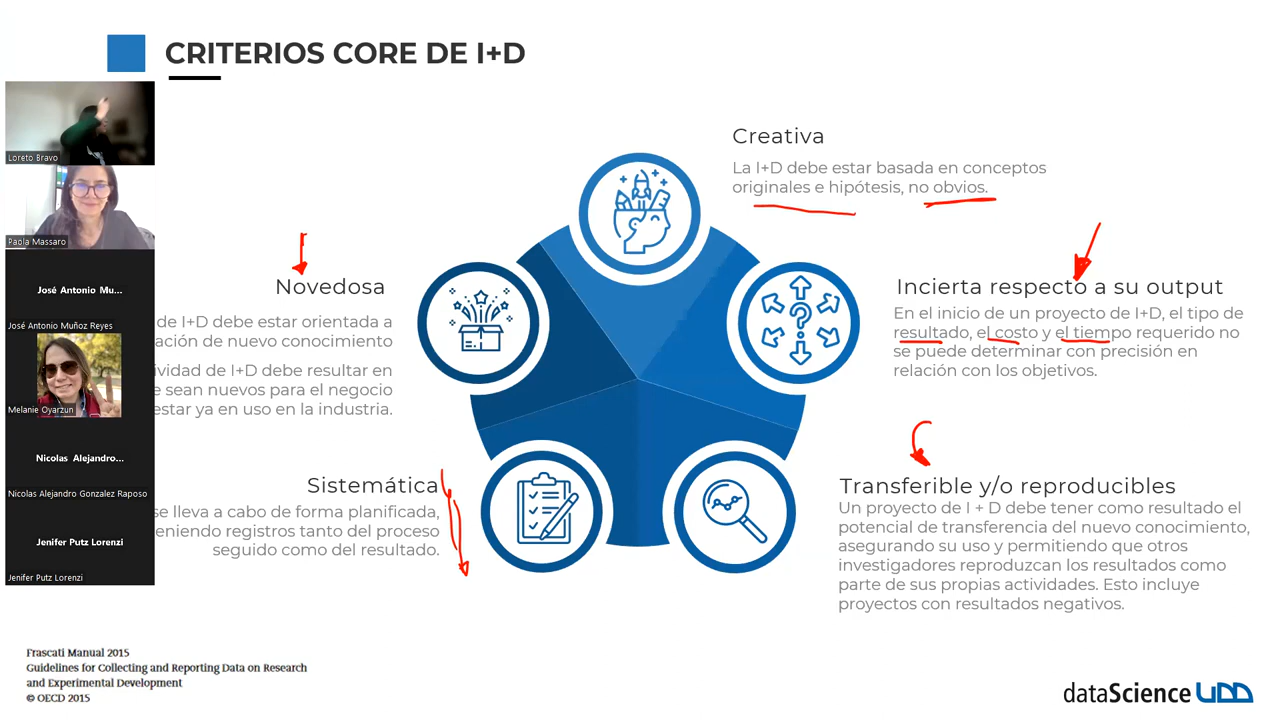 CRITERIOS CORE DE I+D
Loreto Bravo
Paola Massaro
José Antonio Mu...
José Antonio Muñoz Reyes
Melanie Oyarzun
Nicolas Alejandro...
Nicolas Alejandro Gonzalez Raposo
Jenifer Putz Lorenzi
Jenifer Putz Lorenzi
Creativa
La I+D debe estar basada en conceptos
originales e hipótesis, no obvios.
Novedosa
de I+D debe estar orientada a
ación de nuevo conocimiento
ividad de I+D debe resultar en
e sean nuevos para el negocio
estar ya en uso en la industria.
Incierta respecto a su output
En el inicio de un proyecto de I+D, el tipo de
resultado, el costo y el tiempo requerido no
se puede determinar con precisión en
relación con los objetivos.
Sistemática
se lleva a cabo de forma planificada,
eniendo registros tanto del proceso
seguido como del resultado.
Transferible y/o reproducibles
Un proyecto de I + D debe tener como resultado el
potencial de transferencia del nuevo conocimiento,
asegurando su uso y permitiendo que otros
investigadores reproduzcan los resultados como
parte de sus propias actividades. Esto incluye
proyectos con resultados negativos.
Frascati Manual 2015
Guidelines for Collecting and Reporting Data on Research
and Experimental Development
© OECD 2015
dataScience UDD